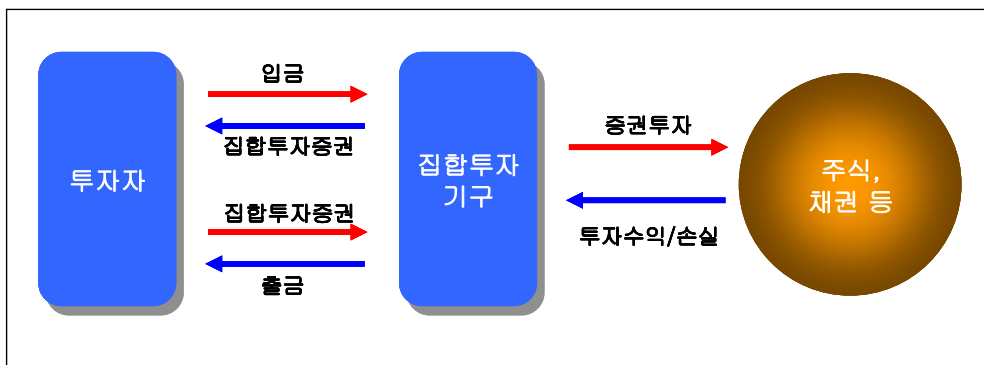 입금
집합투자증권
투자자
집합투자증권
출금
집합투자
기구
증권투자
투자수익/손실
주식,
채권 등